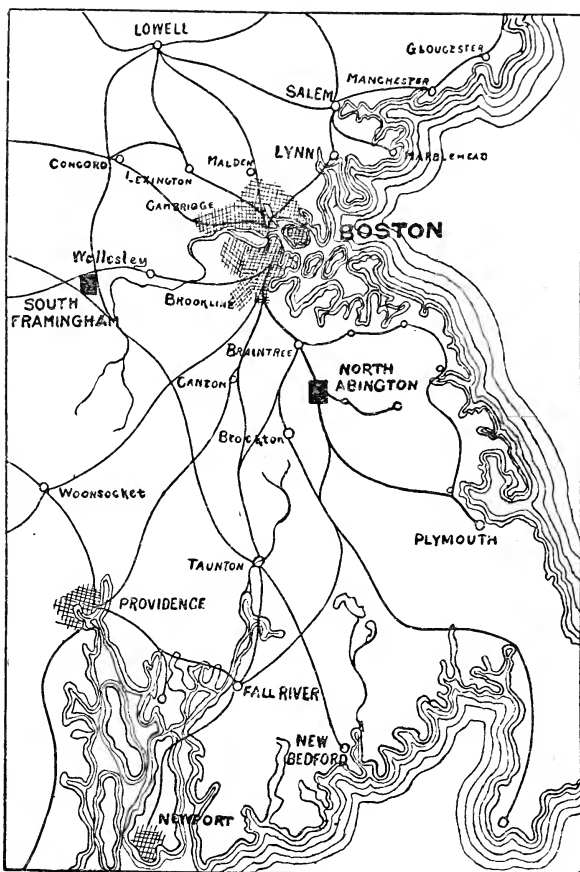 LOWELL
GLOUCESTER
MANCHESTER
SALEM
MARBLEHEAD
LYNN
MALDEN
CONCORD
LEXINGTON
CAMBRIDGE
BOSTON
Wellesley
BROOKLINE
SOUTH
FRAMINGHAM
BRAINTREE
NORTH
ABINGTON
CANTON
BROCKTON
WOONSOCKET
PLYMOUTH
TAUNTON
PROVIDENCE
FALL RIVER
NEW
BEDFORD
NEWPORT